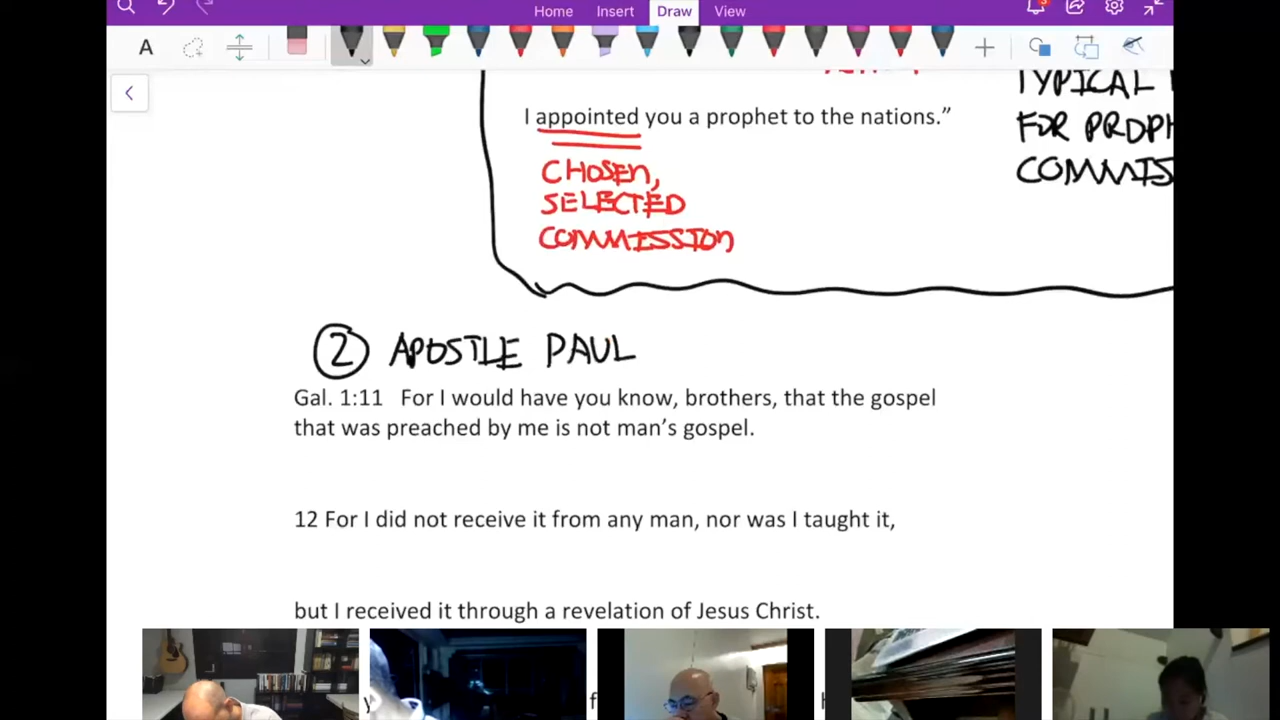 Home Insert Draw View
A
TYPICAL
I appointed you a prophet to the nations.”
FOR PROPH
CHOSEN,
COMMIS
SELECTED
COMMISSION
2 APOSTLE PAUL
Gal. 1:11 For I would have you know, brothers, that the gospel
that was preached by me is not man’s gospel.
12 For I did not receive it from any man, nor was I taught it,
but I received it through a revelation of Jesus Christ.